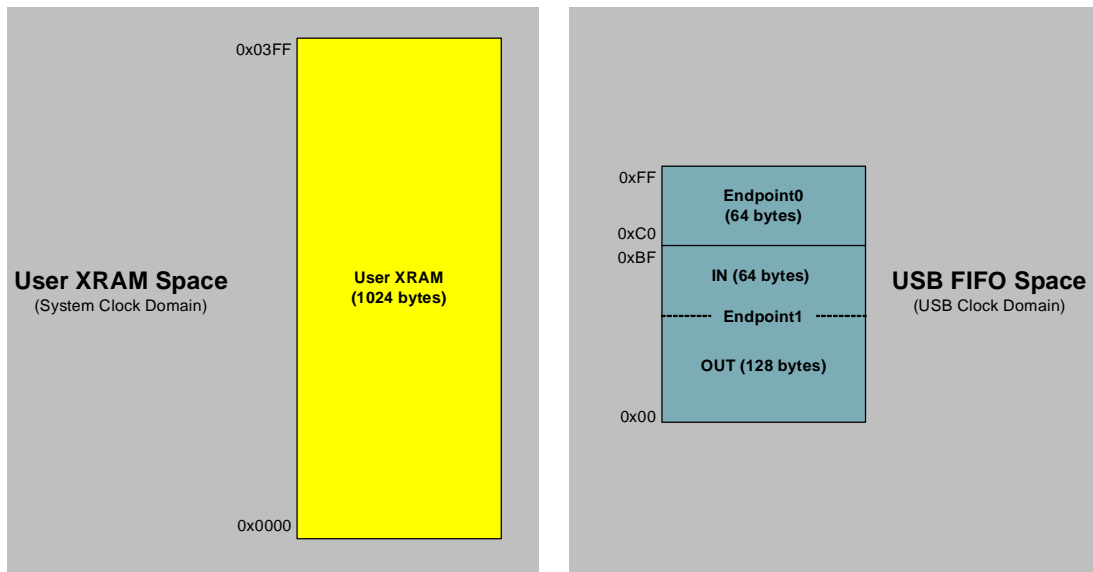 0x03FF
User XRAM Space
(System Clock Domain)
User XRAM
(1024 bytes)
0x0000
0xFF
Endpoint0
(64 bytes)
0xC0
0xBF
IN (64 bytes)
Endpoint1
OUT (128 bytes)
0x00
USB FIFO Space
(USB Clock Domain)